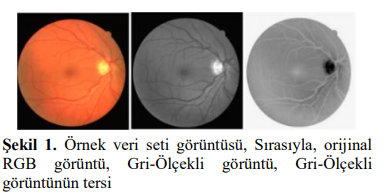 Şekil 1. Örnek veri seti görüntüsü, Sırasıyla, orijinal
RGB görüntü, Gri-Ölçekli görüntü, Gri-Ölçekli
görüntünün tersi